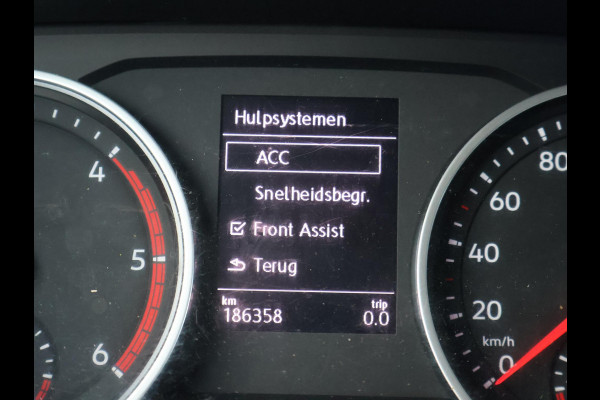 Hulpsystemen
ACC
Snelheidsbegr.
Front Assist
Terug
km trip
186358 0.0
4
5
6
80
60
40
20
km/h
0